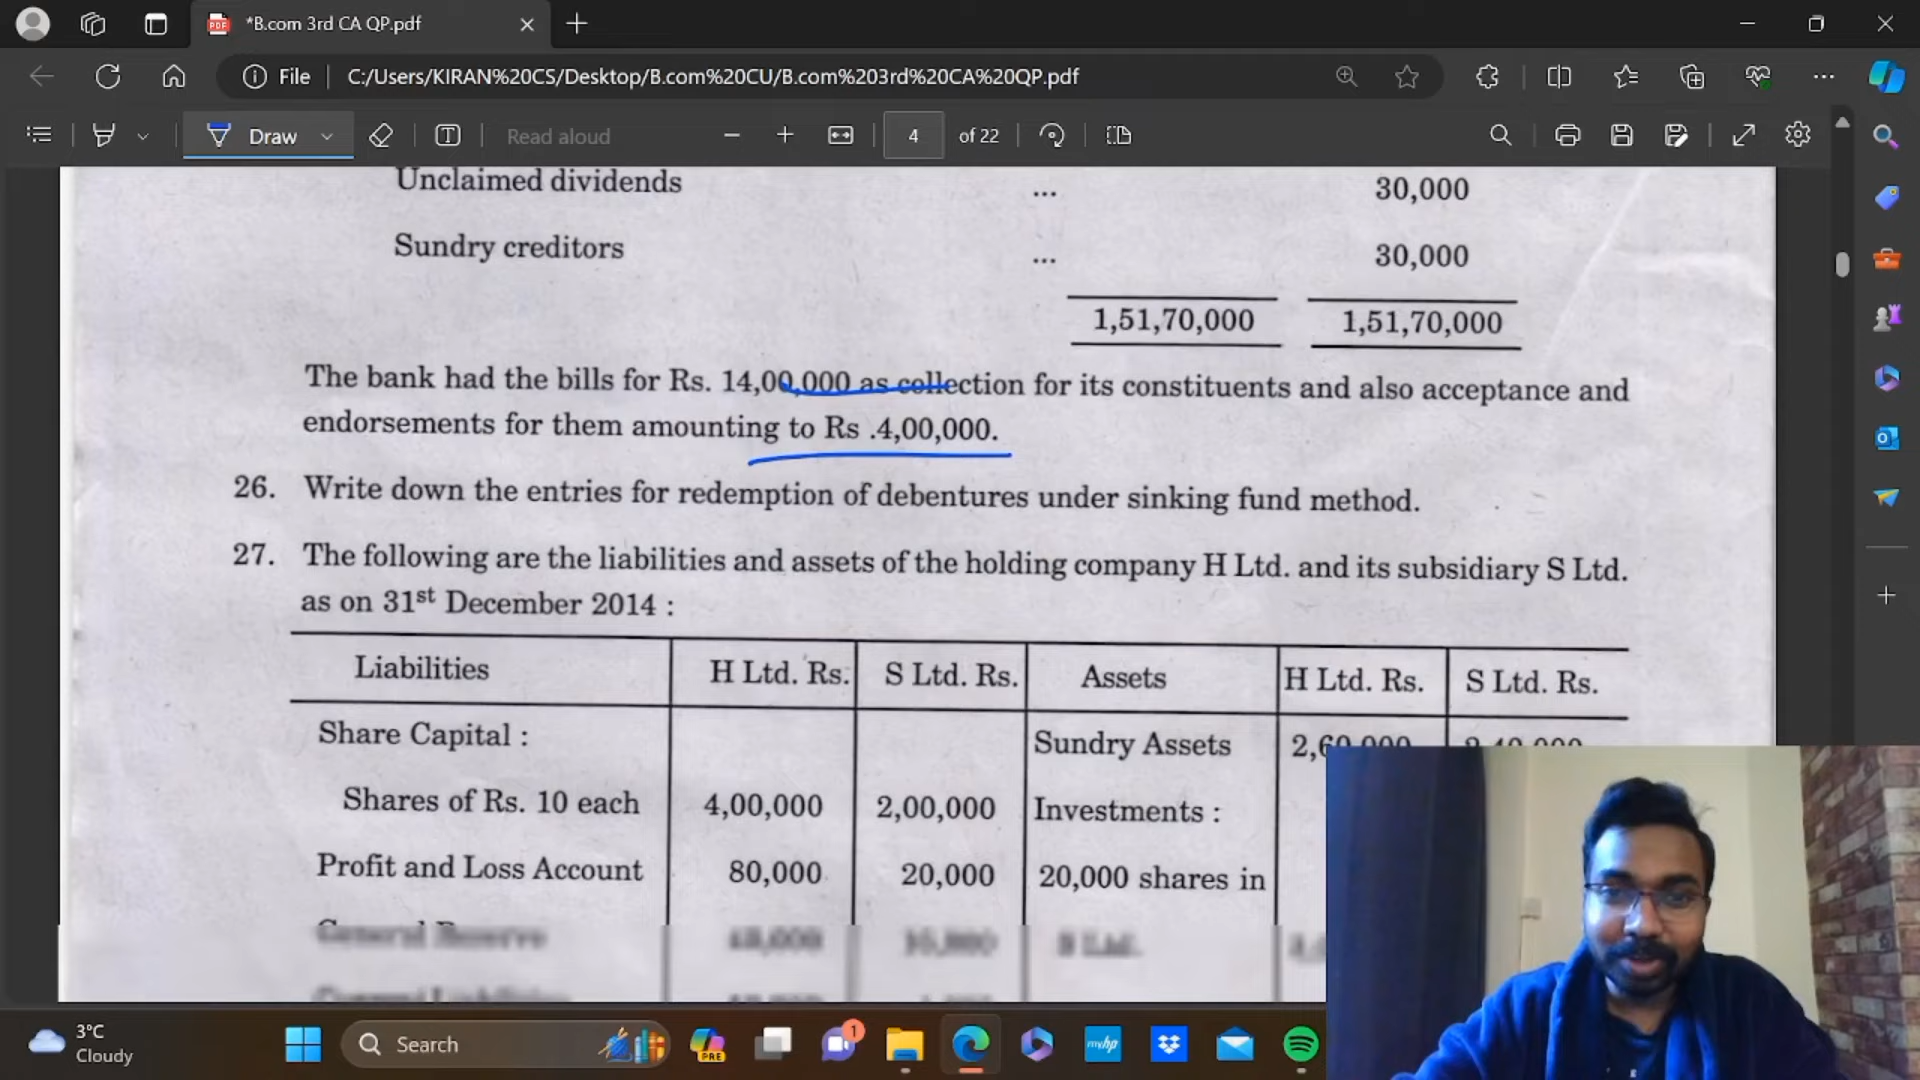 *B.com 3rd CA QP.pdf
File
C:/Users/KIRAN%20CS/Desktop/B.com%20CU/B.com%203rd%20CA%20QP.pdf
Draw
Read aloud
4 of 22
Unclaimed dividends ... 30,000
Sundry creditors ... 30,000
1,51,70,000 1,51,70,000
The bank had the bills for Rs. 14,00,000 as collection for its constituents and also acceptance and
endorsements for them amounting to Rs .4,00,000.
26. Write down the entries for redemption of debentures under sinking fund method.
27. The following are the liabilities and assets of the holding company H Ltd. and its subsidiary S Ltd.
as on 31st December 2014 :
Liabilities H Ltd. Rs. S Ltd. Rs. Assets H Ltd. Rs. S Ltd. Rs.
Share Capital : Sundry Assets
Shares of Rs. 10 each 4,00,000 2,00,000 Investments :
Profit and Loss Account 80,000 20,000 20,000 shares in
General Reserve S Ltd.
3°C
Cloudy
Search
PRE
1
myhp